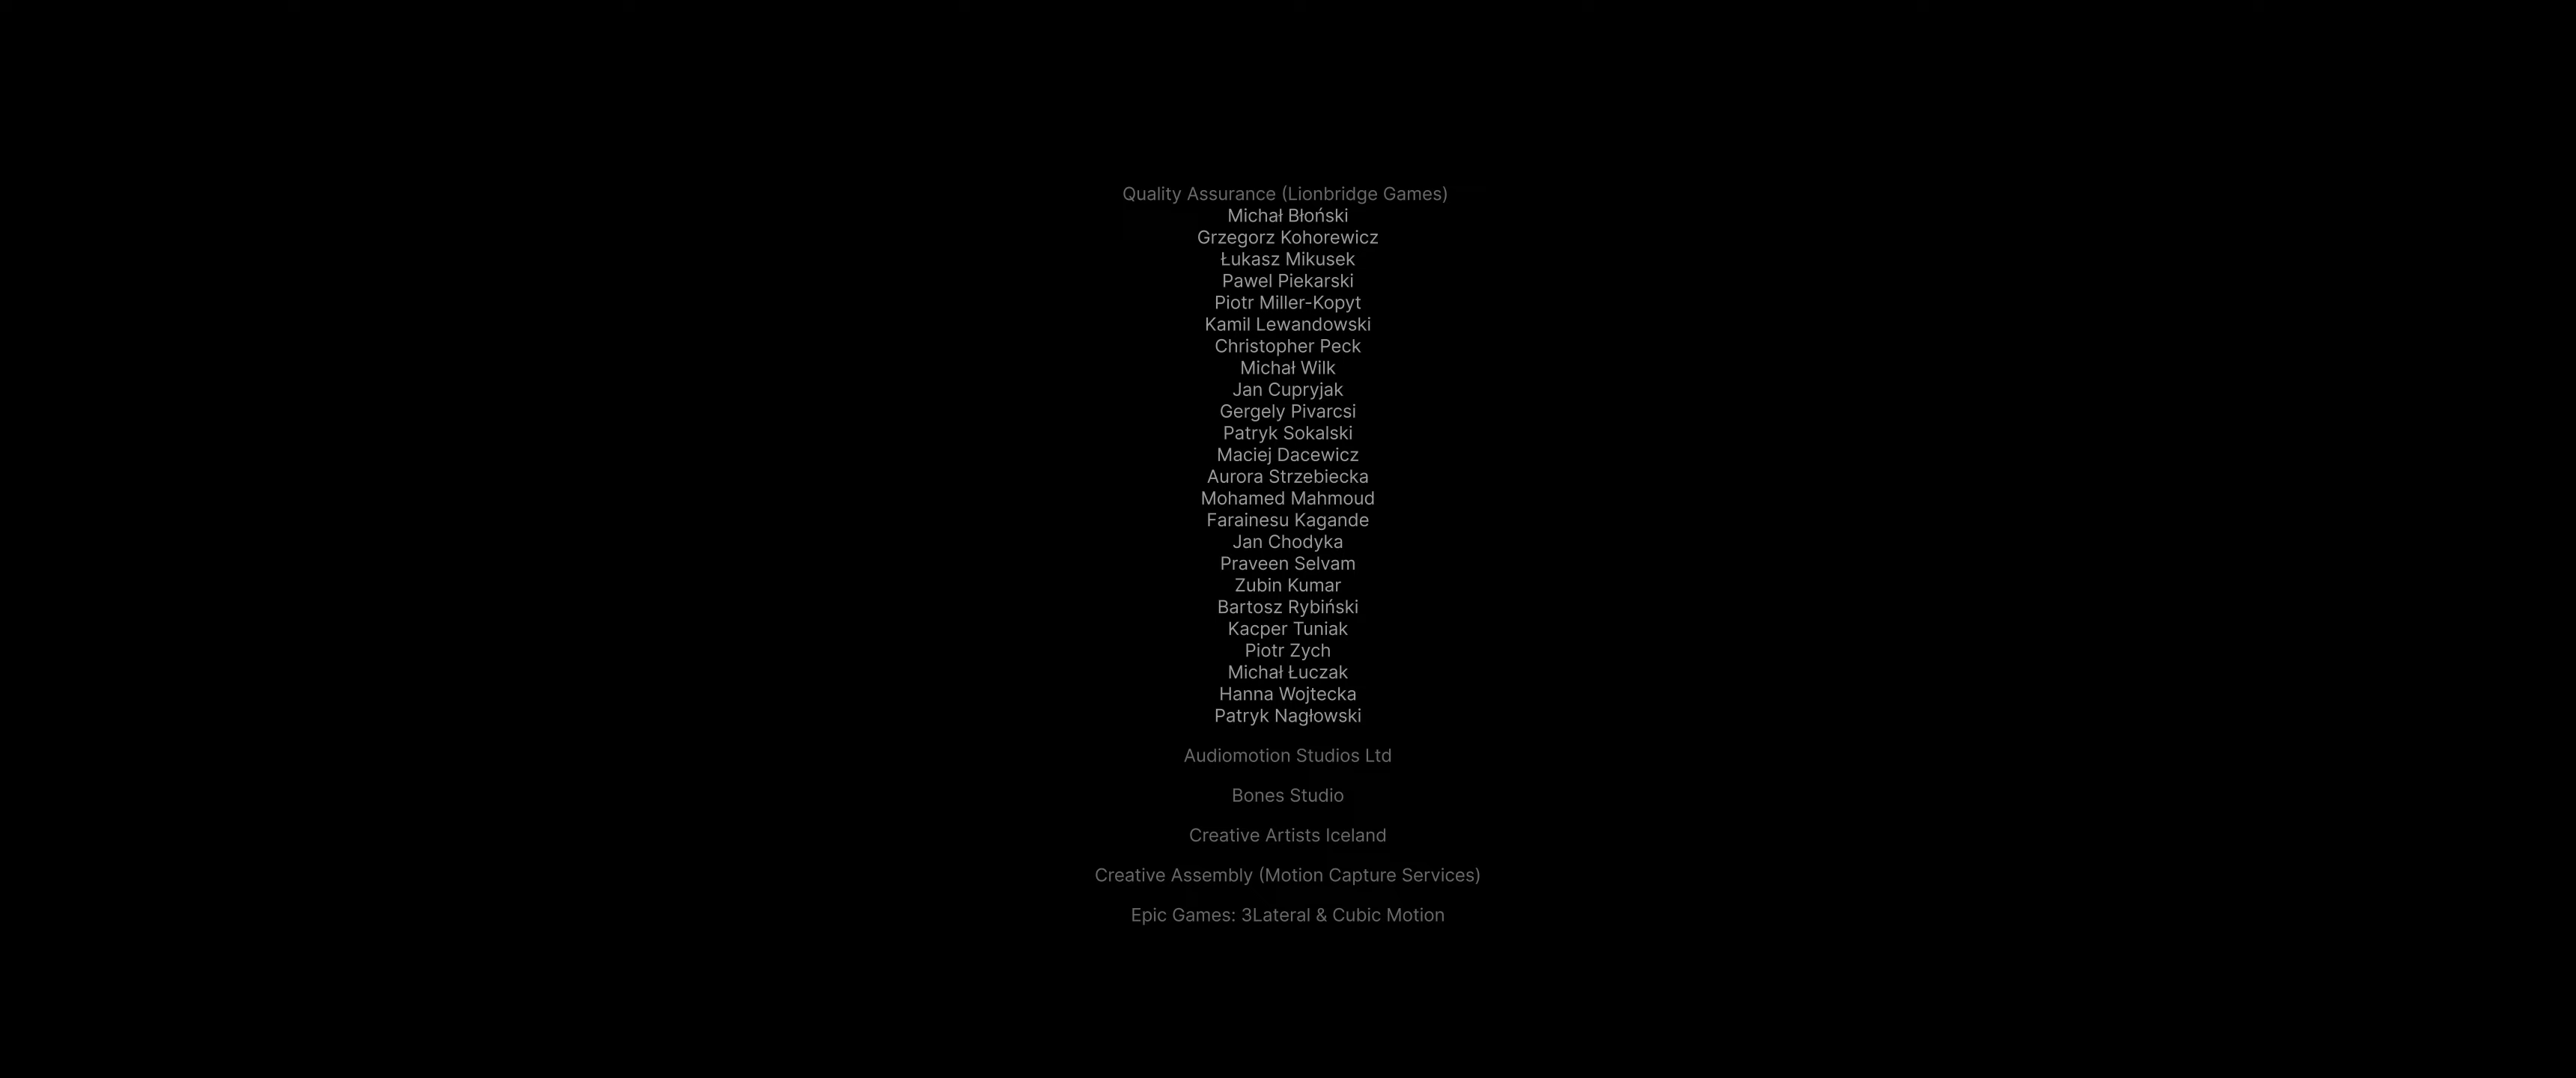 Quality Assurance (Lionbridge Games)
Michał Błoński
Grzegorz Kohorewicz
Łukasz Mikusek
Pawel Piekarski
Piotr Miller-Kopyt
Kamil Lewandowski
Christopher Peck
Michał Wilk
Jan Cupryjak
Gergely Pivarcsi
Patryk Sokalski
Maciej Dacewicz
Aurora Strzebiecka
Mohamed Mahmoud
Farainesu Kagande
Jan Chodyka
Praveen Selvam
Zubin Kumar
Bartosz Rybiński
Kacper Tuniak
Piotr Zych
Michał Łuczak
Hanna Wojtecka
Patryk Nagłowski
Audiomotion Studios Ltd
Bones Studio
Creative Artists Iceland
Creative Assembly (Motion Capture Services)
Epic Games: 3Lateral & Cubic Motion